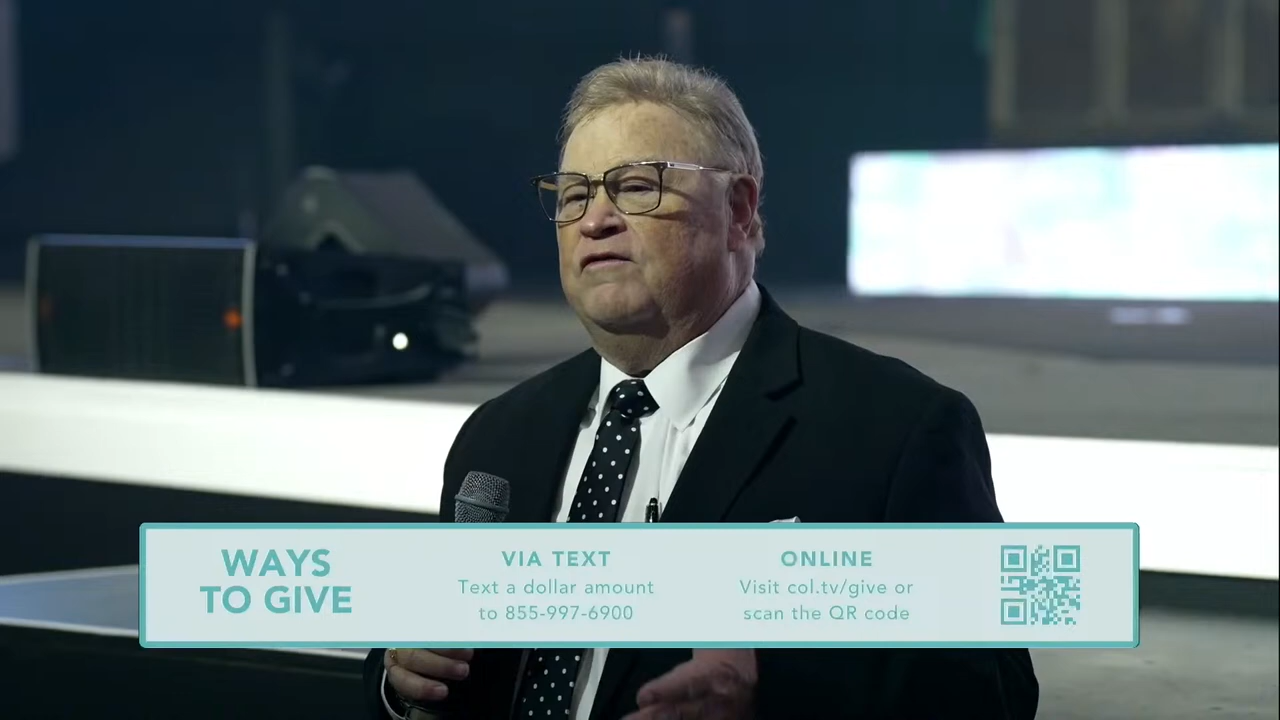 WAYS
TO GIVE
VIA TEXT
Text a dollar amount
to 855-997-6900
ONLINE
Visit col.tv/give or
scan the QR code